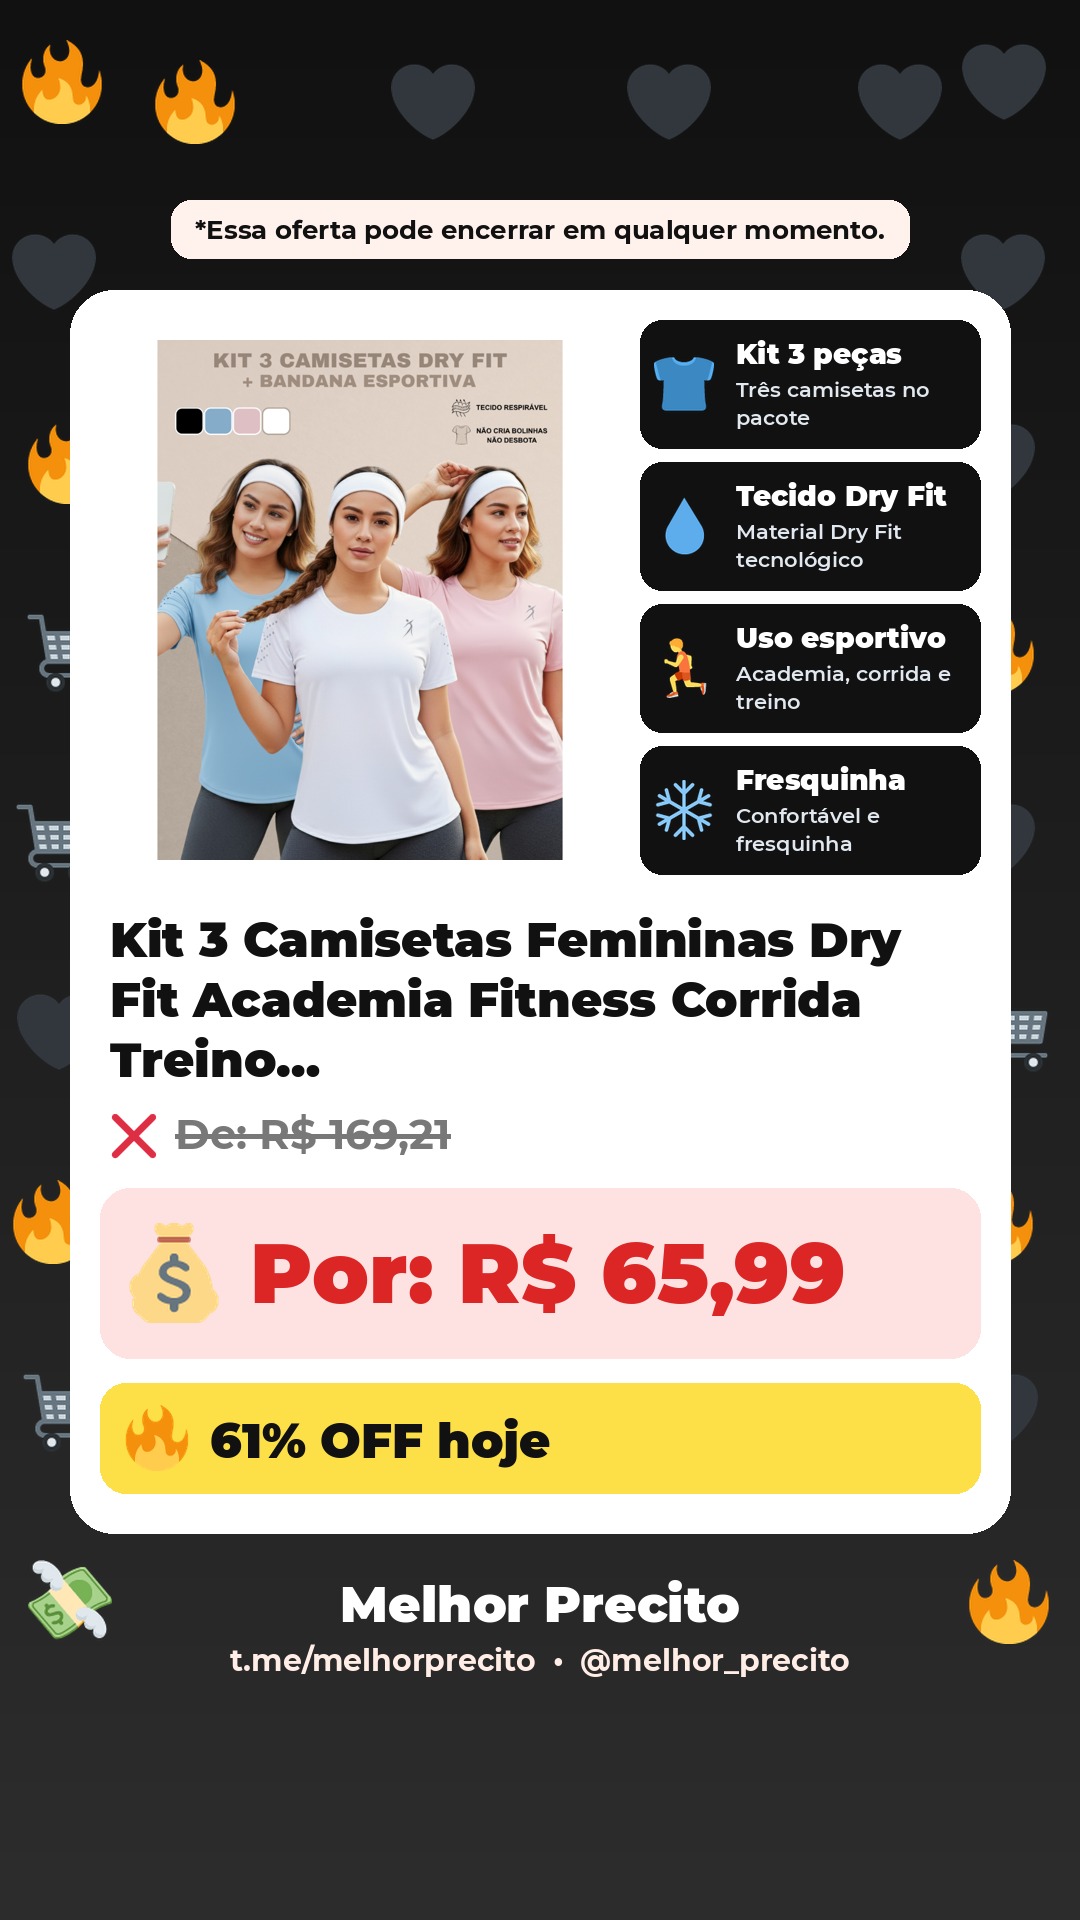 *Essa oferta pode encerrar em qualquer momento.
KIT 3 CAMISETAS DRY FIT
+ BANDANA ESPORTIVA
TECIDO RESPIRÁVEL
NÃO CRIA BOLINHAS
NÃO DESBOTA
Kit 3 peças
Três camisetas no
pacote
Tecido Dry Fit
Material Dry Fit
tecnológico
Uso esportivo
Academia, corrida e
treino
Fresquinha
Confortável e
fresquinha
Kit 3 Camisetas Femininas Dry
Fit Academia Fitness Corrida
Treino...
De: R$ 169,21
Por: R$ 65,99
61% OFF hoje
Melhor Precito
t.me/melhorprecito • @melhor_precito